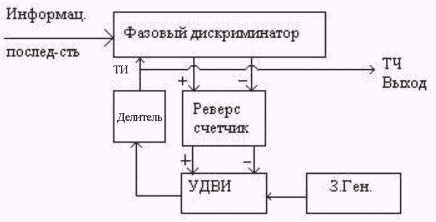 Информац.
послед-сть
Фазовый дискриминатор
ТИ
ТЧ
Выход
+
−
Делитель
Реверс
счетчик
+
−
УДВИ
З.Ген.